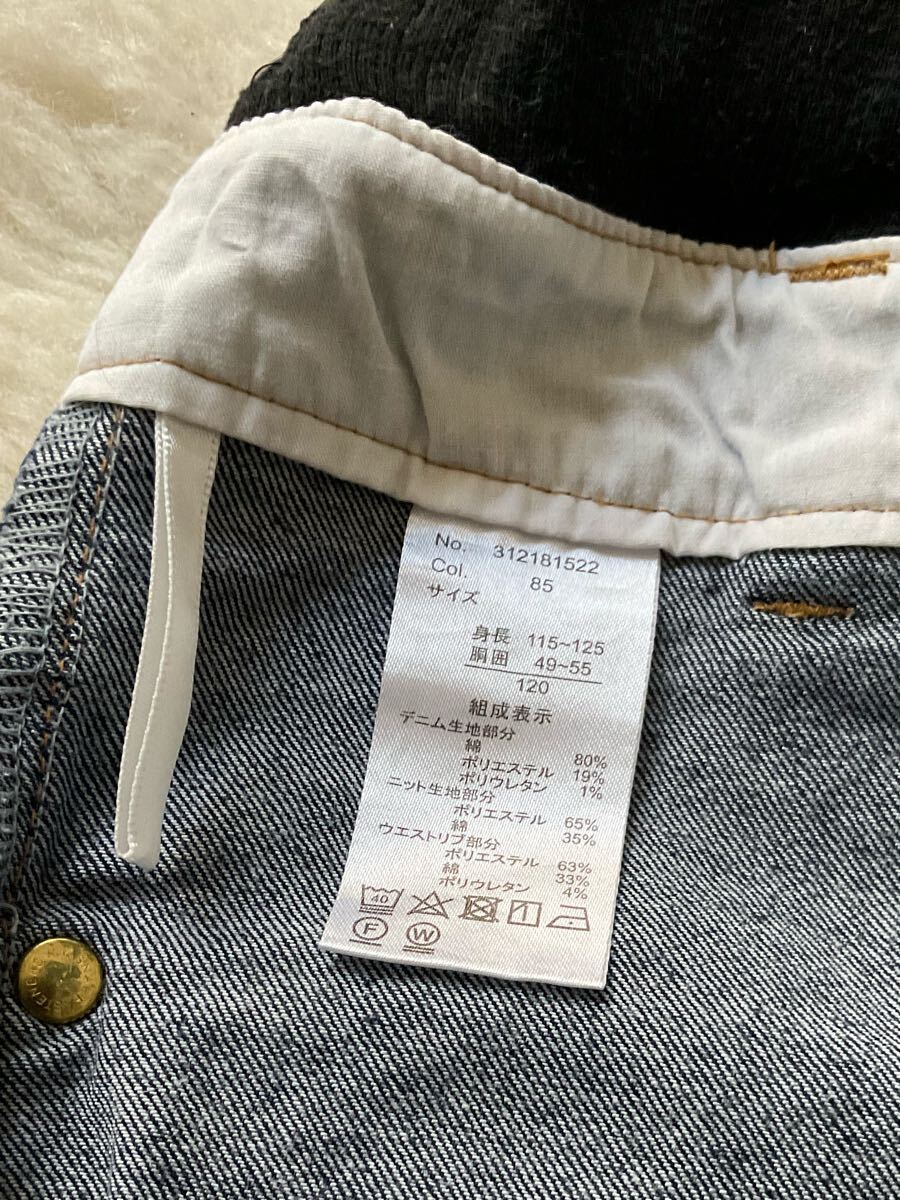 No. 312181522
Col. 85
サイズ
身長 115~125
胴囲 49~55
120
組成表示
デニム生地部分
綿 80%
ポリエステル 19%
ポリウレタン 1%
ニット生地部分
ポリエステル 65%
綿 35%
ウエストリブ部分
ポリエステル 63%
綿 33%
ポリウレタン 4%
40
F W